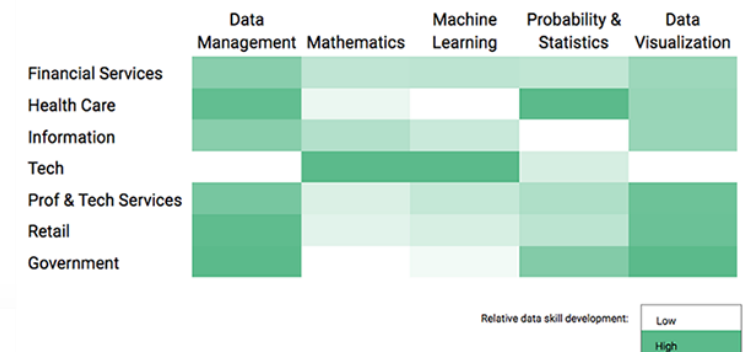 Data Management
Mathematics
Machine Learning
Probability & Statistics
Data Visualization
Financial Services
Health Care
Information
Tech
Prof & Tech Services
Retail
Government
Relative data skill development:
Low
High